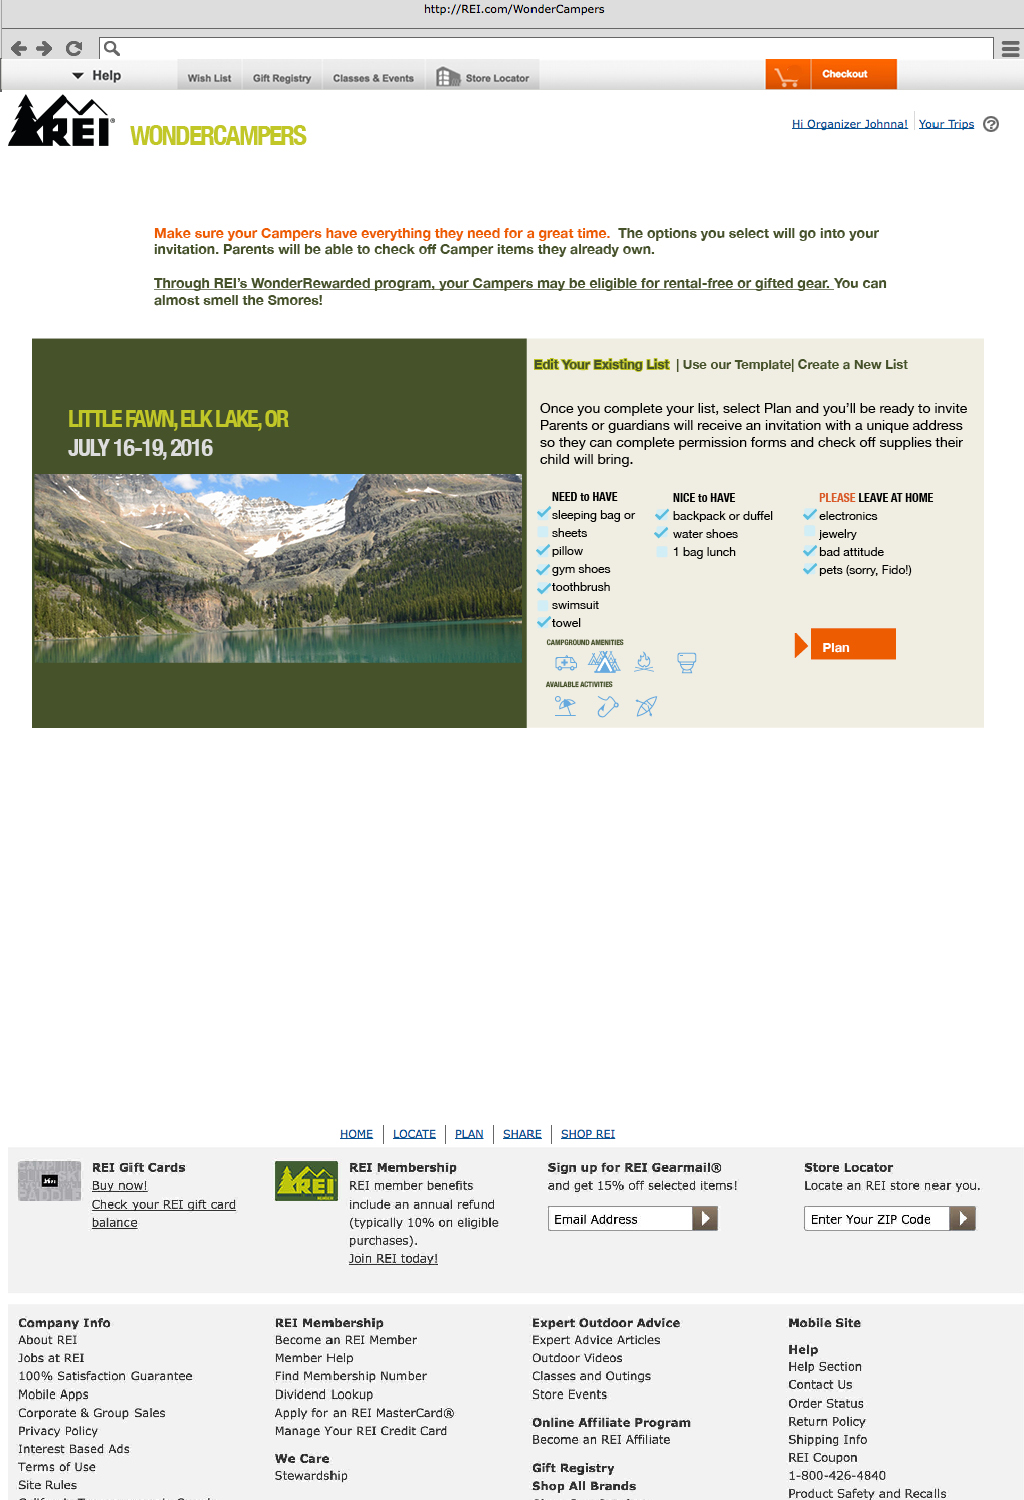 http://REI.com/WonderCampers
Help
Wish List
Gift Registry
Classes & Events
Store Locator
Checkout
REI®
WONDERCAMPERS
Hi Organizer Johnna!
Your Trips
?
Make sure your Campers have everything they need for a great time. The options you select will go into your
invitation. Parents will be able to check off Camper items they already own.
Through REI's WonderRewarded program, your Campers may be eligible for rental-free or gifted gear. You can
almost smell the Smores!
LITTLE FAWN, ELK LAKE, OR
JULY 16-19, 2016
Edit Your Existing List | Use our Template| Create a New List
Once you complete your list, select Plan and you'll be ready to invite
Parents or guardians will receive an invitation with a unique address
so they can complete permission forms and check off supplies their
child will bring.
NEED to HAVE
sleeping bag or
sheets
pillow
gym shoes
toothbrush
swimsuit
towel
NICE to HAVE
backpack or duffel
water shoes
1 bag lunch
PLEASE LEAVE AT HOME
electronics
jewelry
bad attitude
pets (sorry, Fido!)
CAMPGROUND AMENITIES
AVAILABLE ACTIVITIES
Plan
HOME
LOCATE
PLAN
SHARE
SHOP REI
REI Gift Cards
Buy now!
Check your REI gift card
balance
REI
REI Membership
REI member benefits
include an annual refund
(typically 10% on eligible
purchases).
Join REI today!
Sign up for REI Gearmail®
and get 15% off selected items!
Email Address
Store Locator
Locate an REI store near you.
Enter Your ZIP Code
Company Info
About REI
Jobs at REI
100% Satisfaction Guarantee
Mobile Apps
Corporate & Group Sales
Privacy Policy
Interest Based Ads
Terms of Use
Site Rules
REI Membership
Become an REI Member
Member Help
Find Membership Number
Dividend Lookup
Apply for an REI MasterCard®
Manage Your REI Credit Card
We Care
Stewardship
Expert Outdoor Advice
Expert Advice Articles
Outdoor Videos
Classes and Outings
Store Events
Online Affiliate Program
Become an REI Affiliate
Gift Registry
Shop All Brands
Mobile Site
Help
Help Section
Contact Us
Order Status
Return Policy
Shipping Info
REI Coupon
1-800-426-4840
Product Safety and Recalls